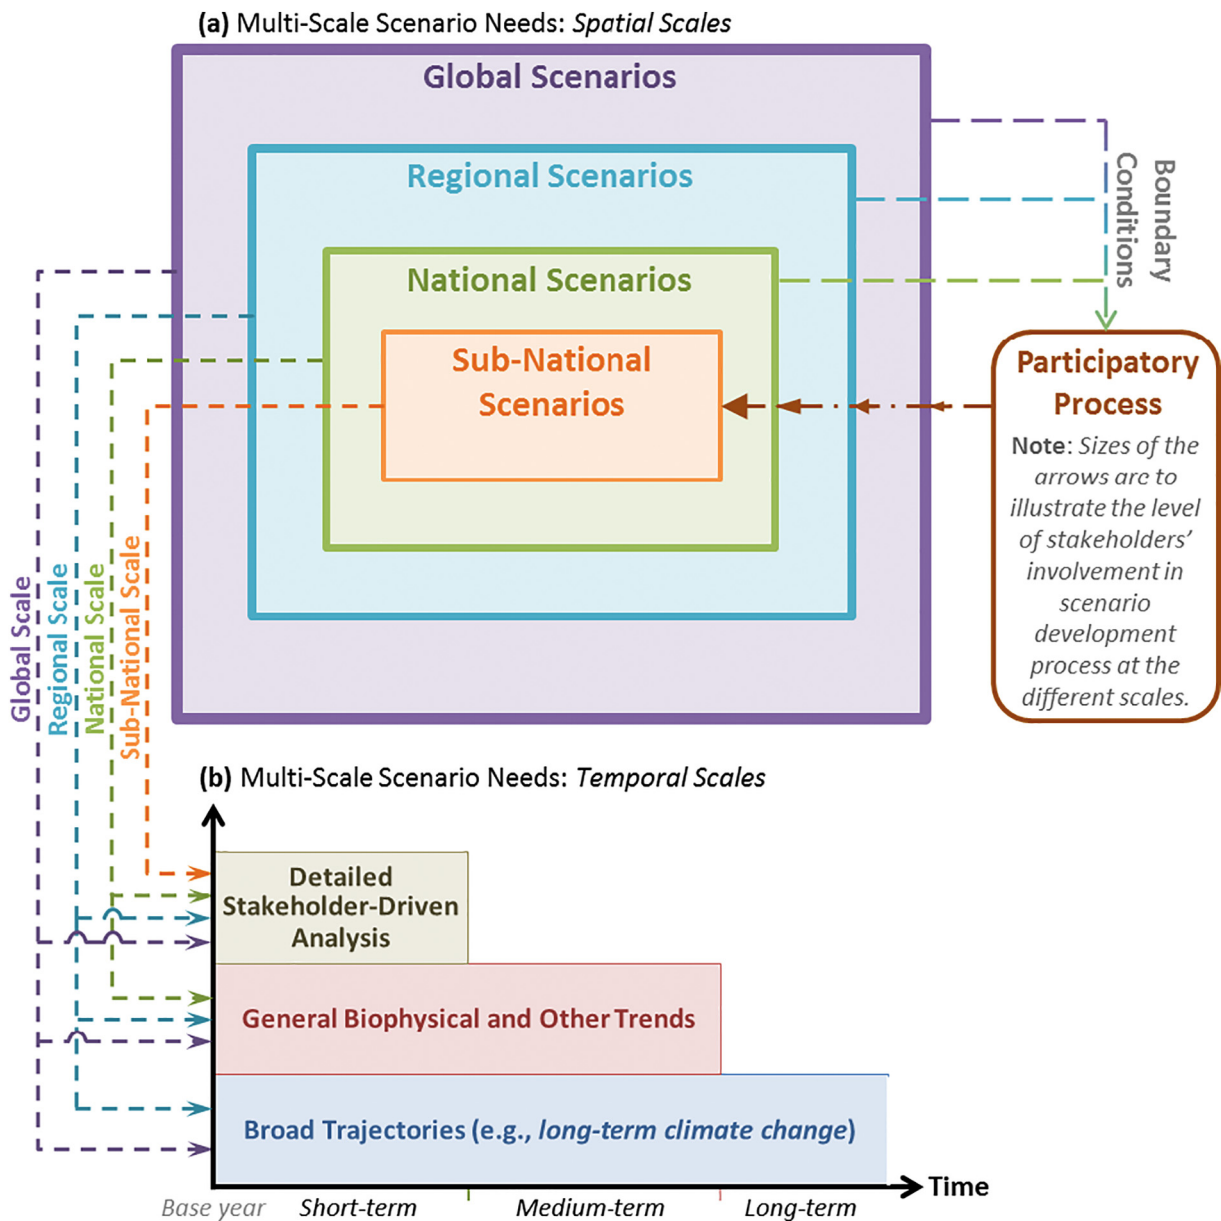 (a) Multi-Scale Scenario Needs: Spatial Scales
Global Scenarios
Regional Scenarios
National Scenarios
Sub-National
Scenarios
Boundary
Conditions
Participatory
Process
Note: Sizes of the
arrows are to
illustrate the level
of stakeholders’
involvement in
scenario
development
process at the
different scales.
Global Scale
Regional Scale
National Scale
Sub-National Scale
(b) Multi-Scale Scenario Needs: Temporal Scales
Detailed
Stakeholder-Driven
Analysis
General Biophysical and Other Trends
Broad Trajectories (e.g., long-term climate change)
Time
Base year
Short-term
Medium-term
Long-term